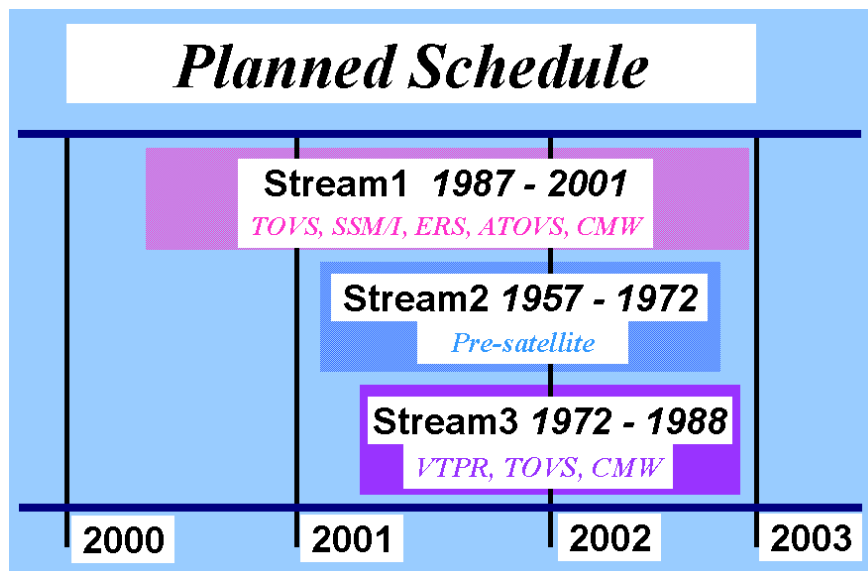 Planned Schedule
Stream1 1987 - 2001
TOVS, SSM/I, ERS, ATOVS, CMW
Stream2 1957 - 1972
Pre-satellite
Stream3 1972 - 1988
VTPR, TOVS, CMW
2000 2001 2002 2003